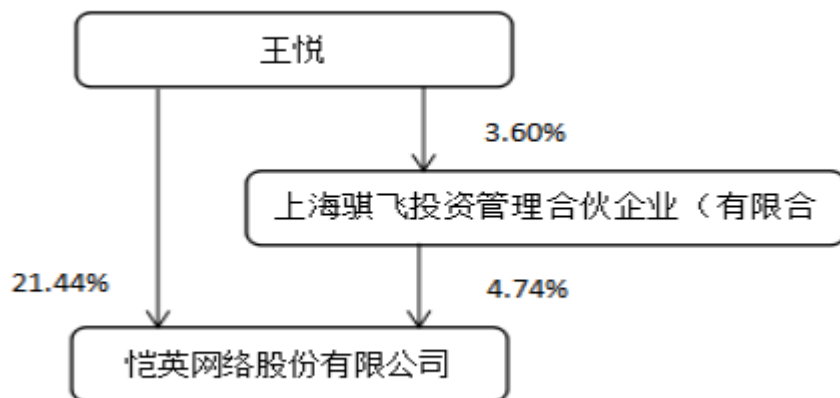 王悦
3.60%
上海骐飞投资管理合伙企业（有限合
21.44%
4.74%
恺英网络股份有限公司